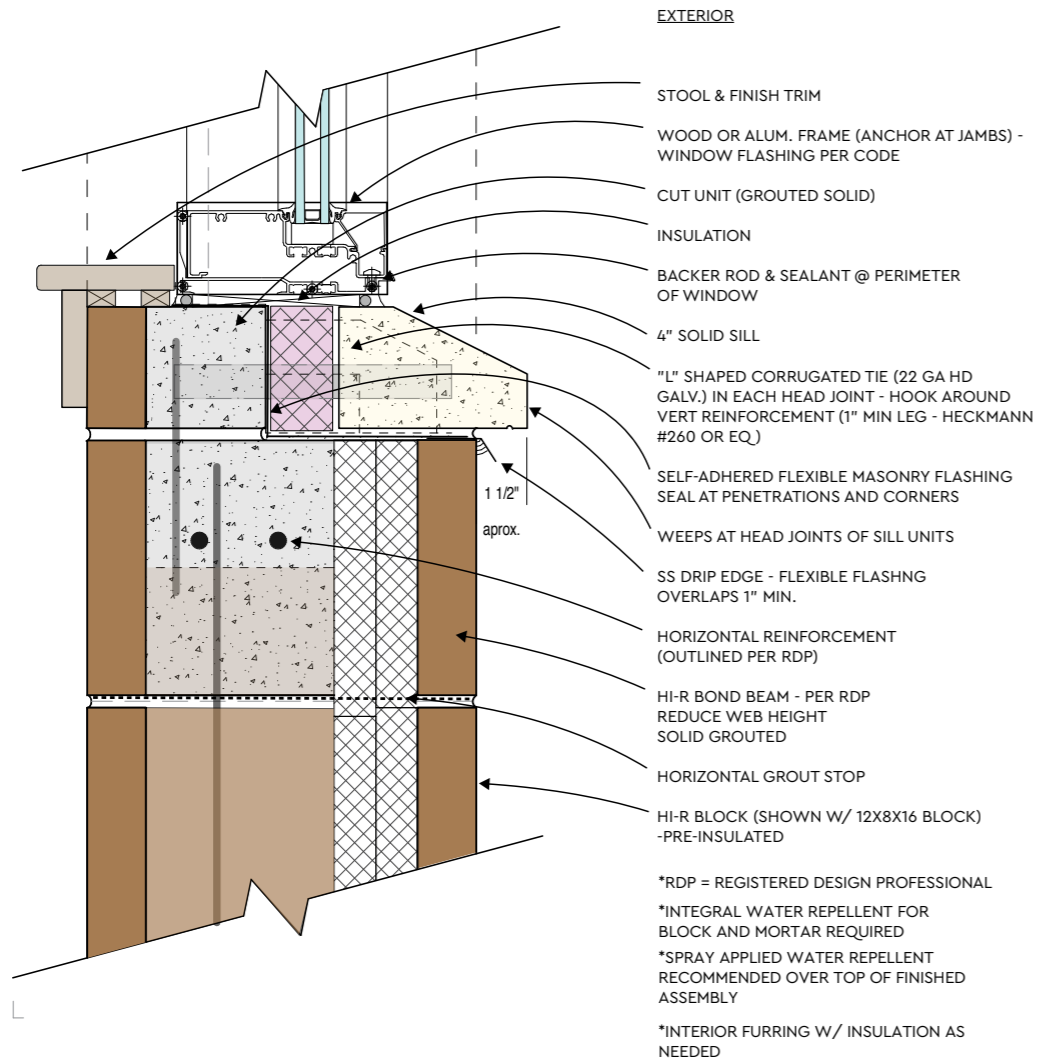 EXTERIOR
STOOL & FINISH TRIM
WOOD OR ALUM. FRAME (ANCHOR AT JAMBS) -
WINDOW FLASHING PER CODE
CUT UNIT (GROUTED SOLID)
INSULATION
BACKER ROD & SEALANT @ PERIMETER
OF WINDOW
4" SOLID SILL
"L" SHAPED CORRUGATED TIE (22 GA HD
GALV.) IN EACH HEAD JOINT - HOOK AROUND
VERT REINFORCEMENT (1" MIN LEG - HECKMANN
#260 OR EQ.)
SELF-ADHERED FLEXIBLE MASONRY FLASHING
SEAL AT PENETRATIONS AND CORNERS
1 1/2"
aprox.
WEEPS AT HEAD JOINTS OF SILL UNITS
SS DRIP EDGE - FLEXIBLE FLASHNG
OVERLAPS 1" MIN.
HORIZONTAL REINFORCEMENT
(OUTLINED PER RDP)
HI-R BOND BEAM - PER RDP
REDUCE WEB HEIGHT
SOLID GROUTED
HORIZONTAL GROUT STOP
HI-R BLOCK (SHOWN W/ 12X8X16 BLOCK)
-PRE-INSULATED
*RDP = REGISTERED DESIGN PROFESSIONAL
*INTEGRAL WATER REPELLENT FOR
BLOCK AND MORTAR REQUIRED
*SPRAY APPLIED WATER REPELLENT
RECOMMENDED OVER TOP OF FINISHED
ASSEMBLY
*INTERIOR FURRING W/ INSULATION AS
NEEDED